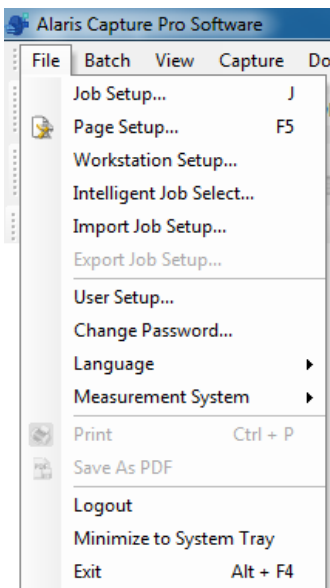 Alaris Capture Pro Software
File Batch View Capture Do
Job Setup... J
Page Setup... F5
Workstation Setup...
Intelligent Job Select...
Import Job Setup...
Export Job Setup...
User Setup...
Change Password...
Language
Measurement System
Print Ctrl + P
Save As PDF
Logout
Minimize to System Tray
Exit Alt + F4